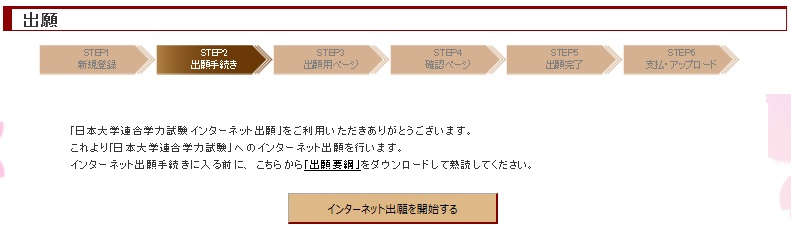 出願
STEP1
新規登録
STEP2
出願手続き
STEP3
出願用ページ
STEP4
確認ページ
STEP5
出願完了
STEP6
支払・アップロード
「日本大学連合学力試験 インターネット出願」をご利用いただきありがとうございます。
これより「日本大学連合学力試験」へのインターネット出願を行います。
インターネット出願手続きに入る前に、こちらから「出願要綱」をダウンロードして熟読してください。
インターネット出願を開始する